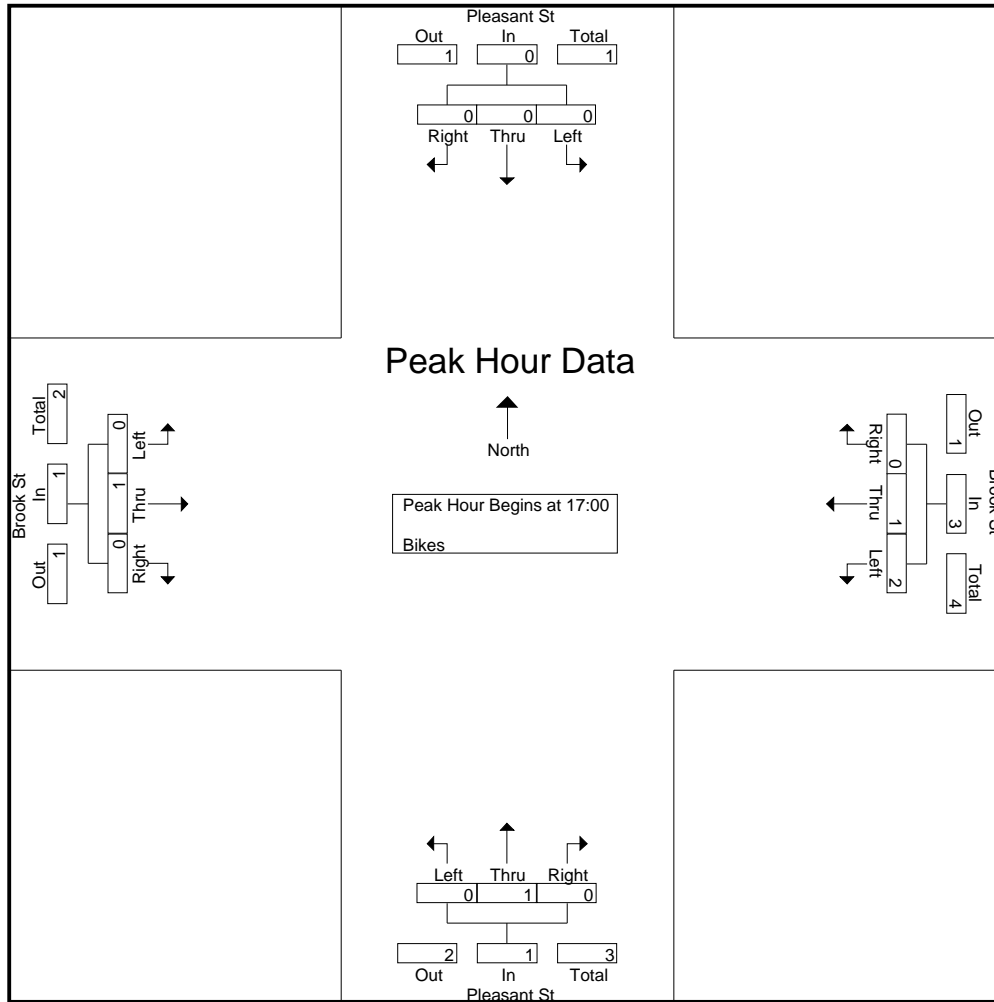 Pleasant St
Out In Total
1 0 1
0 0 0
Right Thru Left
Peak Hour Data
North
Peak Hour Begins at 17:00
Bikes
Brook St
Total In Out
2 1 1
0 1 0
Left Thru Right
Brook St
Out In Total
1 3 4
0 1 2
Right Thru Left
Left Thru Right
0 1 0
2 1 3
Out In Total
Pleasant St